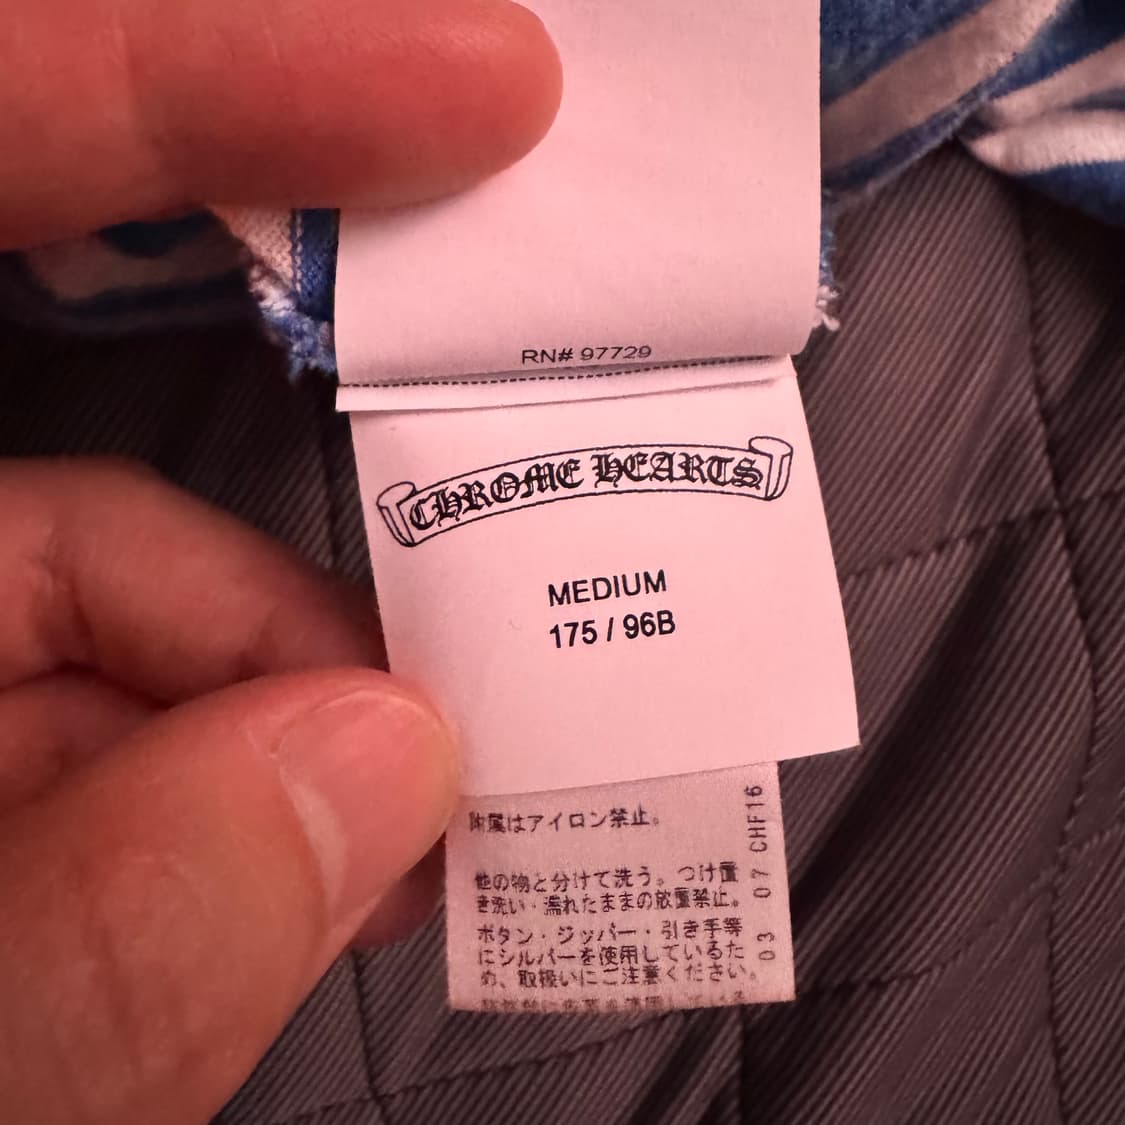 RN# 97729
CHROME HEARTS
MEDIUM
175 / 96B
附属はアイロン禁止。
他の物と分けて洗う。つけ置
き洗い・濡れたままの放置禁止。
ボタン・ジッパー・引き手等
にシルバーを使用しているた
め、取扱いにご注意ください。
03 07 CHF16